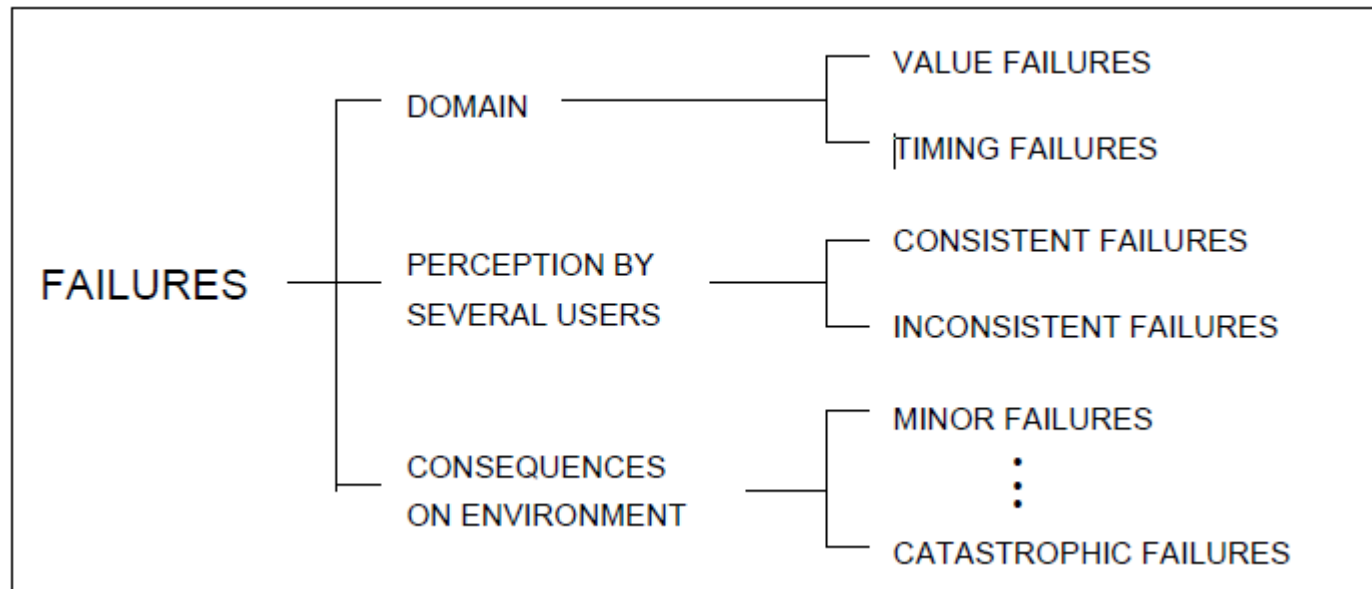 FAILURES
DOMAIN
VALUE FAILURES
TIMING FAILURES
PERCEPTION BY
SEVERAL USERS
CONSISTENT FAILURES
INCONSISTENT FAILURES
CONSEQUENCES
ON ENVIRONMENT
MINOR FAILURES
CATASTROPHIC FAILURES